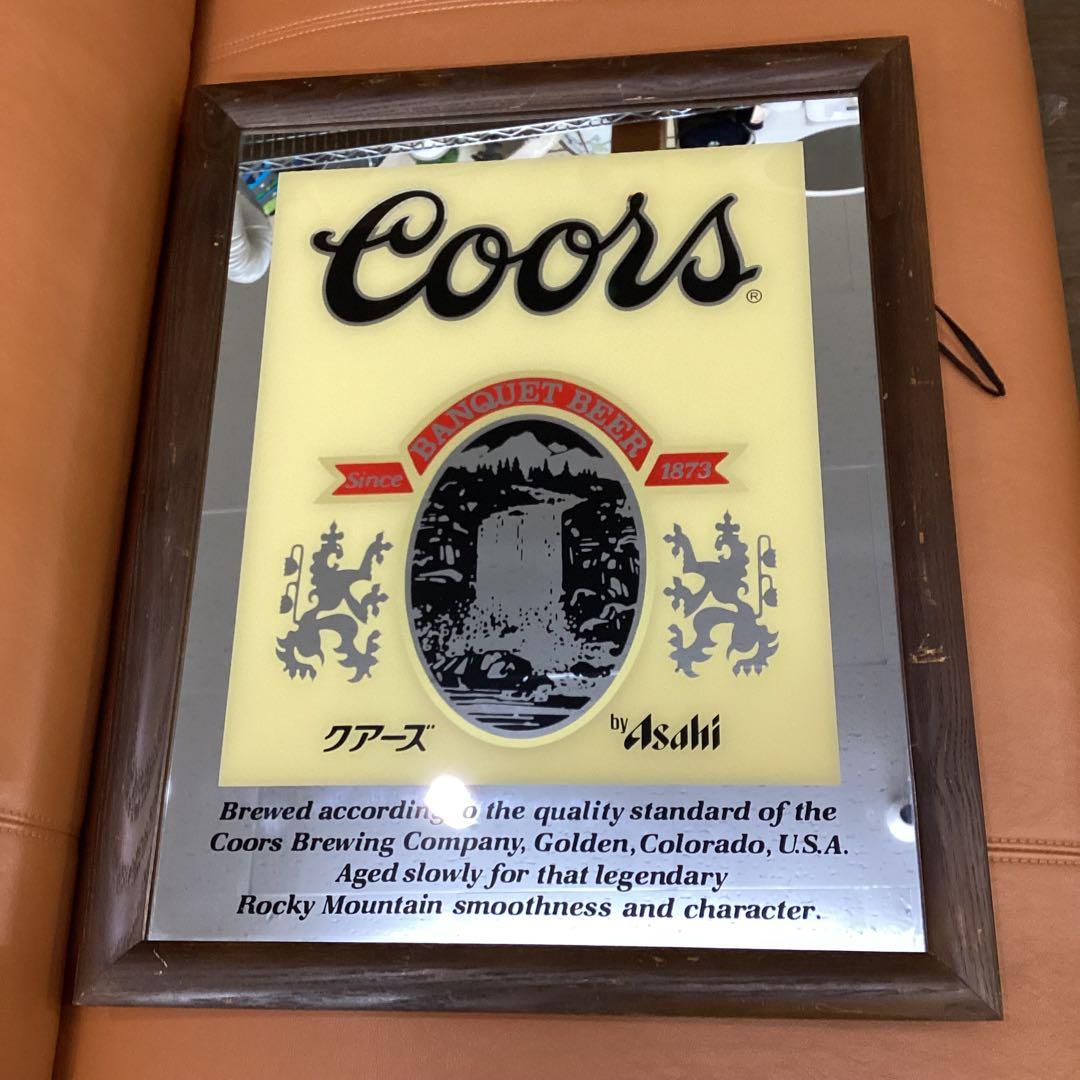 Coors®
BANQUET BEER
Since 1873
クアーズ by Asahi
Brewed according to the quality standard of the
Coors Brewing Company, Golden, Colorado, U.S.A.
Aged slowly for that legendary
Rocky Mountain smoothness and character.